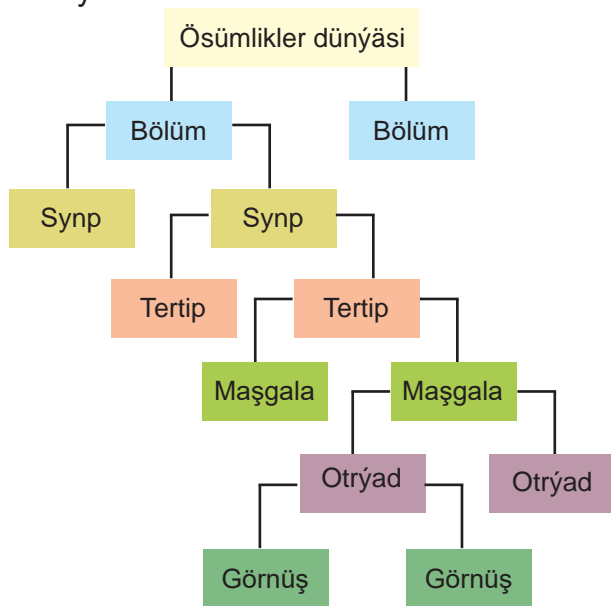 Ösümlikler dünýäsi
Bölüm
Bölüm
Synp
Synp
Tertip
Tertip
Maşgala
Maşgala
Otrýad
Otrýad
Görnüş
Görnüş